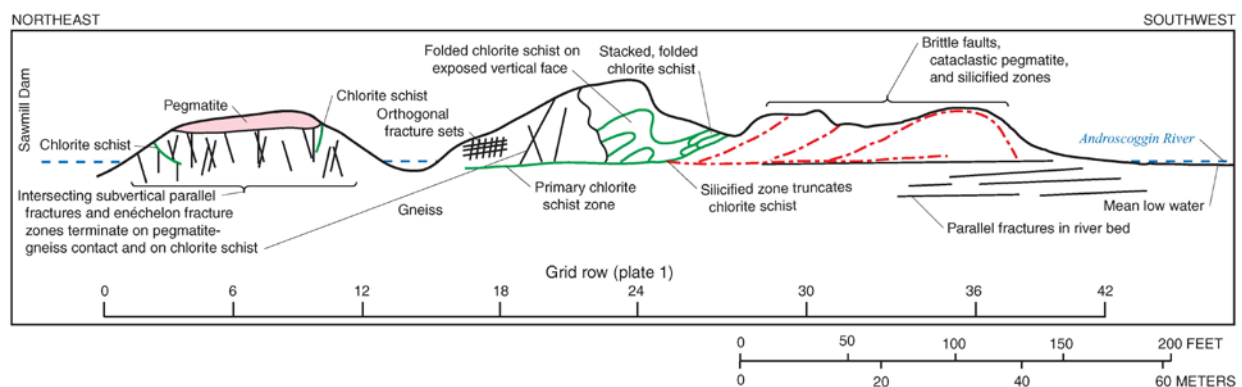 NORTHEAST
SOUTHWEST
Sawmill Dam
Pegmatite
Chlorite schist
Chlorite schist
Intersecting subvertical parallel
fractures and enéchelon fracture
zones terminate on pegmatite-
gneiss contact and on chlorite schist
Orthogonal
fracture sets
Gneiss
Folded chlorite schist on
exposed vertical face
Stacked, folded
chlorite schist
Primary chlorite
schist zone
Silicified zone truncates
chlorite schist
Brittle faults,
cataclastic pegmatite,
and silicified zones
Androscoggin River
Mean low water
Parallel fractures in river bed
Grid row (plate 1)
0 6 12 18 24 30 36 42
0 50 100 150 200 FEET
0 20 40 60 METERS